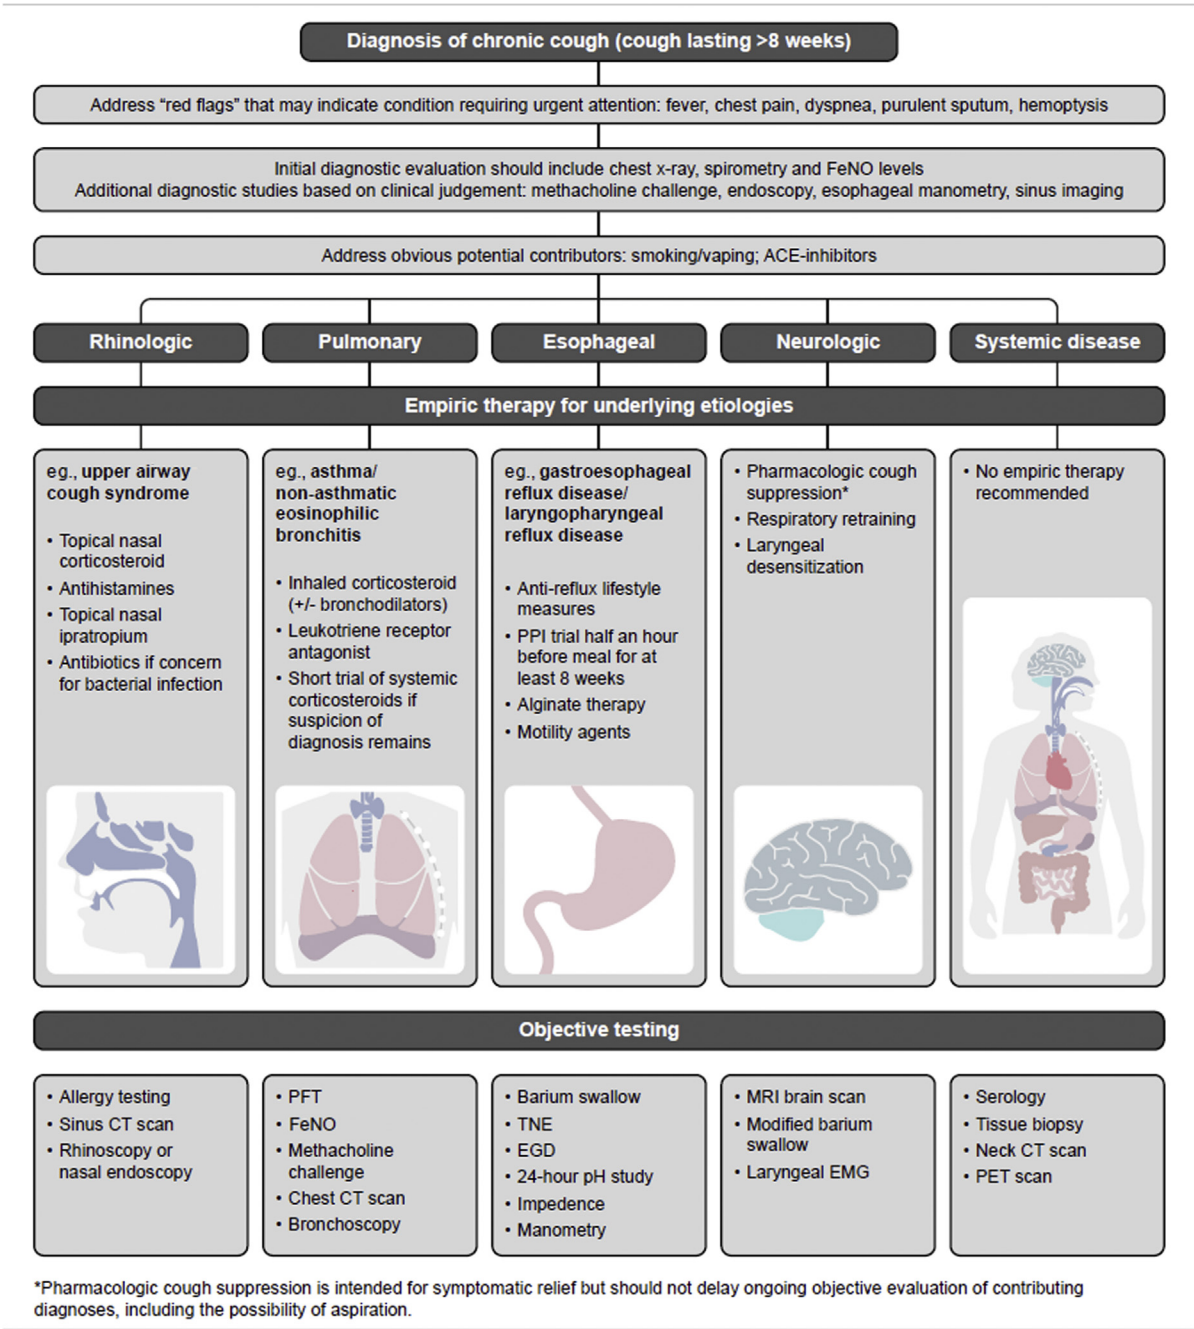 Diagnosis of chronic cough (cough lasting >8 weeks)
Address “red flags” that may indicate condition requiring urgent attention: fever, chest pain, dyspnea, purulent sputum, hemoptysis
Initial diagnostic evaluation should include chest x-ray, spirometry and FeNO levels
Additional diagnostic studies based on clinical judgement: methacholine challenge, endoscopy, esophageal manometry, sinus imaging
Address obvious potential contributors: smoking/vaping; ACE-inhibitors
Rhinologic
Pulmonary
Esophageal
Neurologic
Systemic disease
Empiric therapy for underlying etiologies
eg., upper airway
cough syndrome
• Topical nasal
corticosteroid
• Antihistamines
• Topical nasal
ipratropium
• Antibiotics if concern
for bacterial infection
eg., asthma/
non-asthmatic
eosinophilic
bronchitis
• Inhaled corticosteroid
(+/- bronchodilators)
• Leukotriene receptor
antagonist
• Short trial of systemic
corticosteroids if
suspicion of
diagnosis remains
eg., gastroesophageal
reflux disease/
laryngopharyngeal
reflux disease
• Anti-reflux lifestyle
measures
• PPI trial half an hour
before meal for at
least 8 weeks
• Alginate therapy
• Motility agents
• Pharmacologic cough
suppression*
• Respiratory retraining
• Laryngeal
desensitization
• No empiric therapy
recommended
Objective testing
• Allergy testing
• Sinus CT scan
• Rhinoscopy or
nasal endoscopy
• PFT
• FeNO
• Methacholine
challenge
• Chest CT scan
• Bronchoscopy
• Barium swallow
• TNE
• EGD
• 24-hour pH study
• Impedence
• Manometry
• MRI brain scan
• Modified barium
swallow
• Laryngeal EMG
• Serology
• Tissue biopsy
• Neck CT scan
• PET scan
*Pharmacologic cough suppression is intended for symptomatic relief but should not delay ongoing objective evaluation of contributing
diagnoses, including the possibility of aspiration.